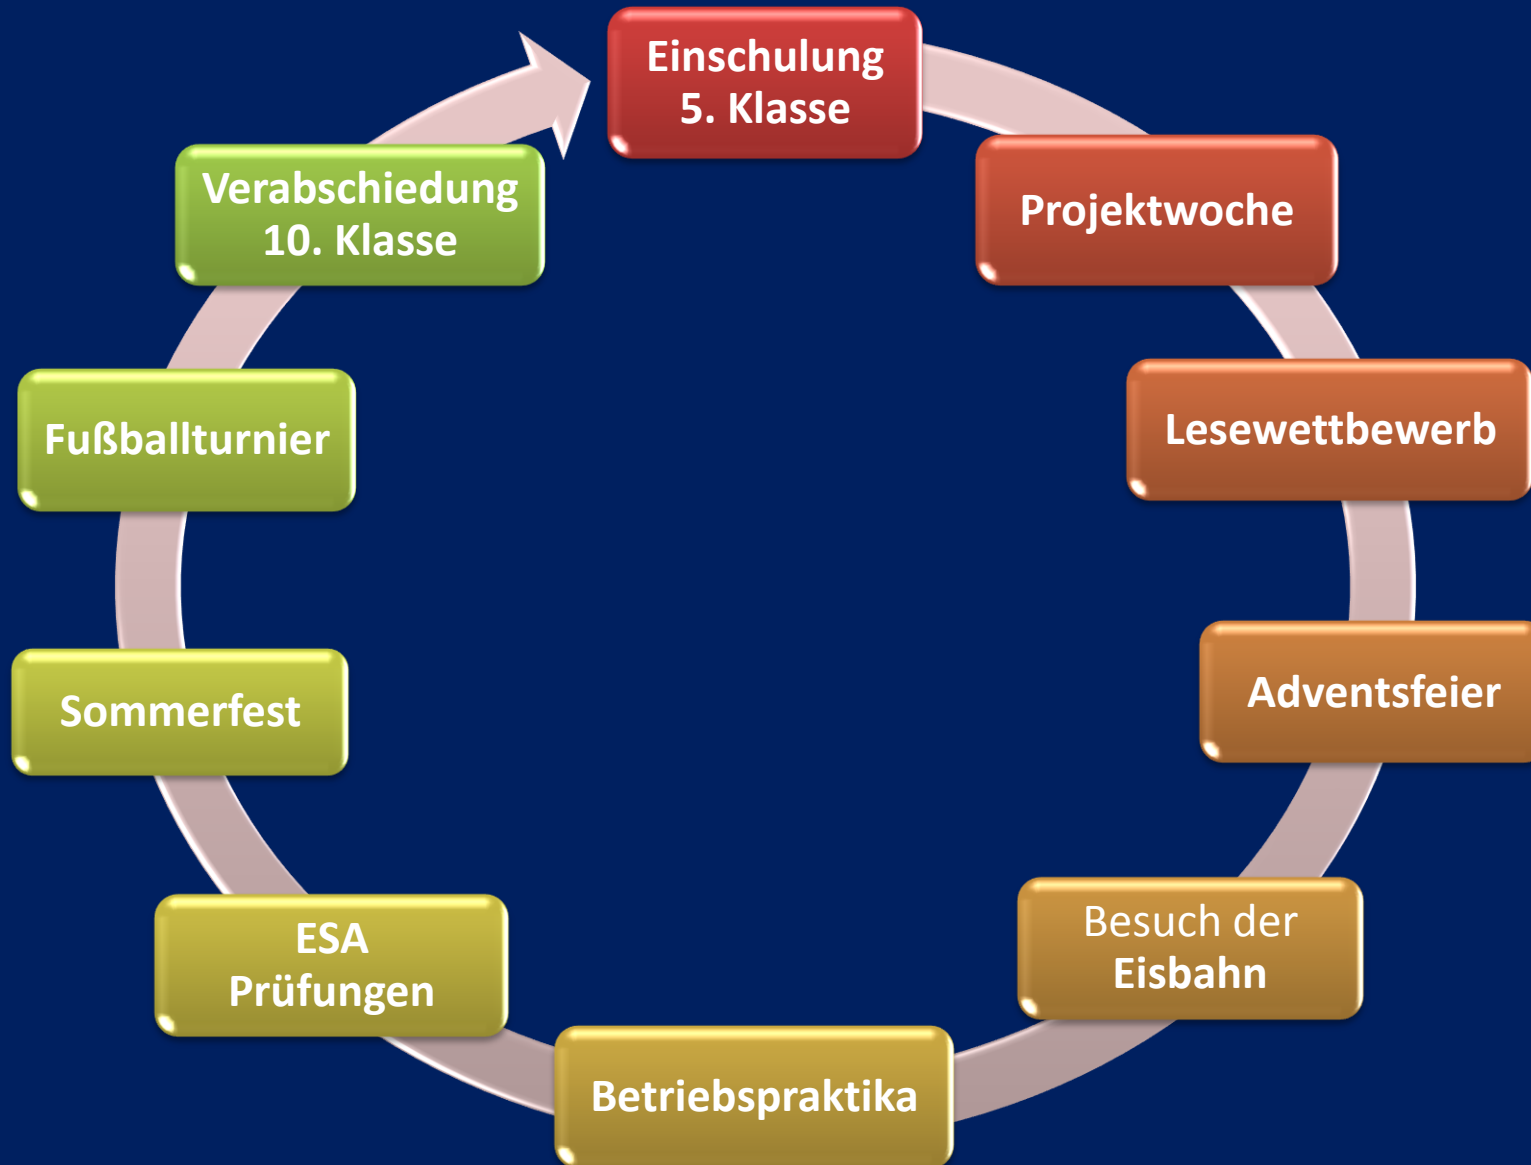 Einschulung
5. Klasse
Projektwoche
Lesewettbewerb
Adventsfeier
Besuch der
Eisbahn
Betriebspraktika
ESA
Prüfungen
Sommerfest
Fußballturnier
Verabschiedung
10. Klasse